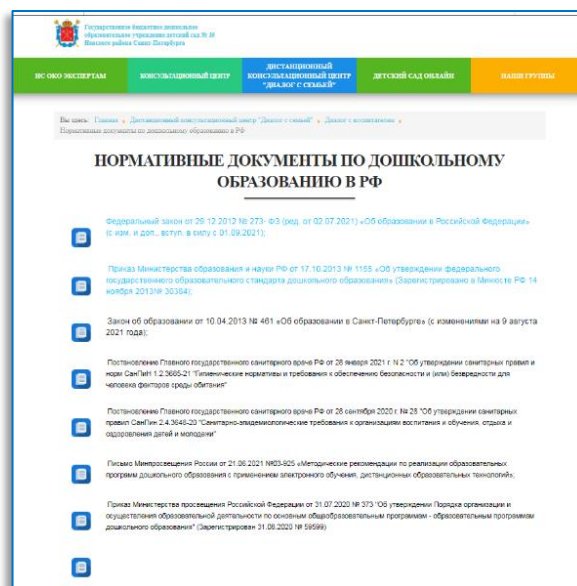 Государственное бюджетное дошкольное
образовательное учреждение детский сад №
Невского района Санкт-Петербурга
ИС ОКО ЭКСПЕРТАМ
КОНСУЛЬТАЦИОННЫЙ ЦЕНТР
ДИСТАНЦИОННЫЙ
КОНСУЛЬТАЦИОННЫЙ ЦЕНТР
"ДИАЛОГ С СЕМЬЕЙ"
ДЕТСКИЙ САД ОНЛАЙН
НАШИ ГРУППЫ
Вы здесь: Главная Дистанционный консультационный центр "Диалог с семьей" Диалог с воспитателем
Нормативные документы по дошкольному образованию в РФ
НОРМАТИВНЫЕ ДОКУМЕНТЫ ПО ДОШКОЛЬНОМУ
ОБРАЗОВАНИЮ В РФ
Федеральный закон от 29.12.2012 № 273- ФЗ (ред. от 02.07.2021) «Об образовании в Российской Федерации»
(с изм. и доп., вступ. в силу с 01.09.2021);
Приказ Министерства образования и науки РФ от 17.10.2013 № 1155 «Об утверждении федерального
государственного образовательного стандарта дошкольного образования» (Зарегистрировано в Минюсте РФ 14
ноября 2013№ 30384);
Закон об образовании от 10.04.2013 № 461 «Об образовании в Санкт-Петербурге» (с изменениями на 9 августа
2021 года);
Постановление Главного государственного санитарного врача РФ от 28 января 2021 г. N 2 "Об утверждении санитарных правил и
норм СанПиН 1.2.3685-21 "Гигиенические нормативы и требования к обеспечению безопасности и (или) безвредности для
человека факторов среды обитания"
Постановление Главного государственного санитарного врача РФ от 28 сентября 2020 г. № 28 "Об утверждении санитарных
правил СанПин 2.4.3648-20 "Санитарно-эпидемиологические требования к организациям воспитания и обучения, отдыха и
оздоровления детей и молодежи"
Письмо Минпросвещения России от 21.06.2021 №03-925 «Методические рекомендации по реализации образовательных
программ дошкольного образования с применением электронного обучения, дистанционных образовательных технологий»;
Приказ Министерства просвещения Российской Федерации от 31.07.2020 № 373 "Об утверждении Порядка организации и
осуществления образовательной деятельности по основным общеобразовательным программам - образовательным программам
дошкольного образования" (Зарегистрирован 31.08.2020 № 59599)